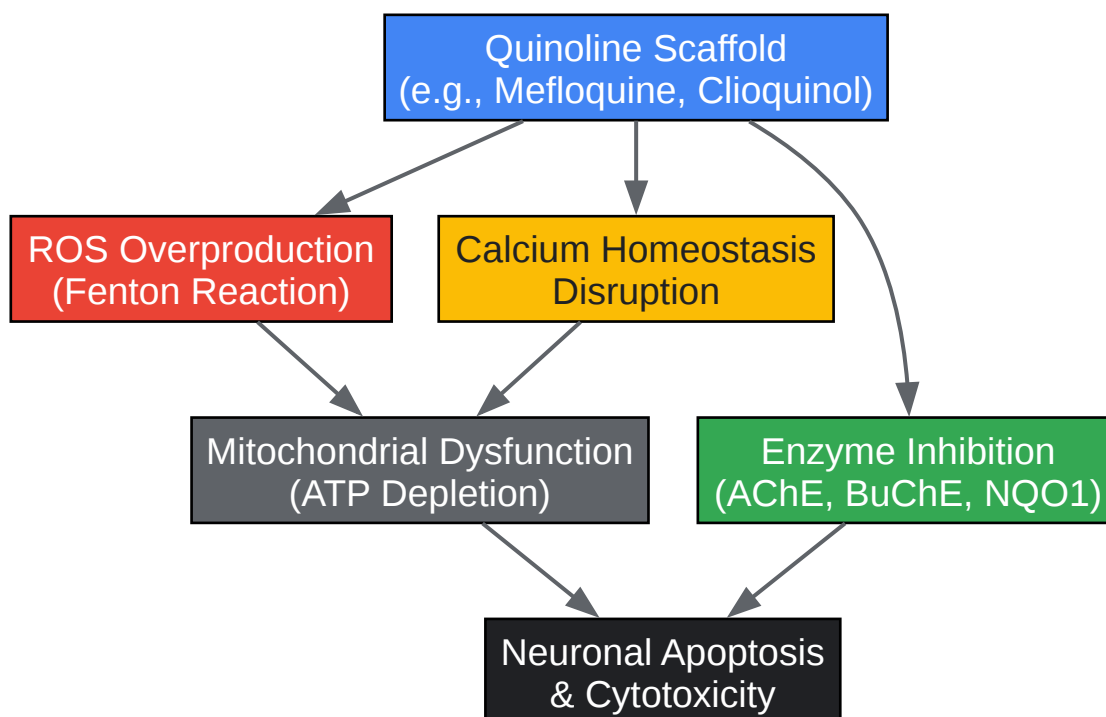 Quinoline Scaffold
(e.g., Mefloquine, Clioquinol)
ROS Overproduction
(Fenton Reaction)
Calcium Homeostasis
Disruption
Mitochondrial Dysfunction
(ATP Depletion)
Enzyme Inhibition
(AChE, BuChE, NQO1)
Neuronal Apoptosis
& Cytotoxicity